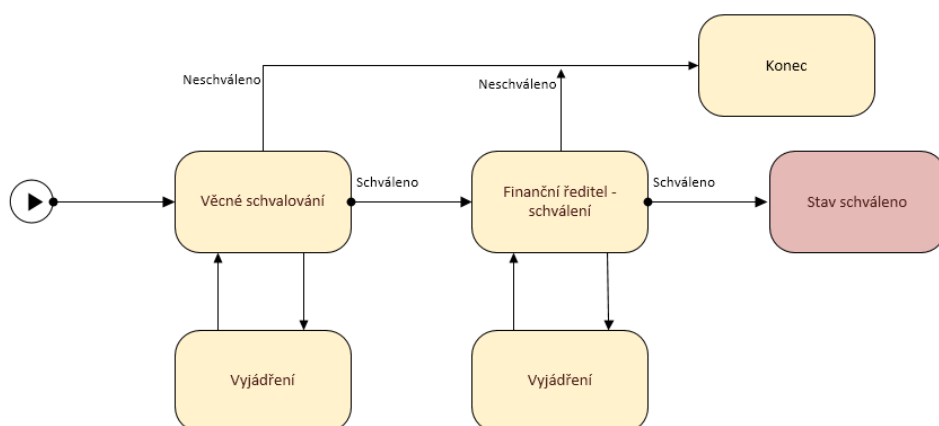 Konec
Neschváleno
Neschváleno
Věcné schvalování
Schváleno
Finanční ředitel -
schválení
Schváleno
Stav schváleno
Vyjádření
Vyjádření